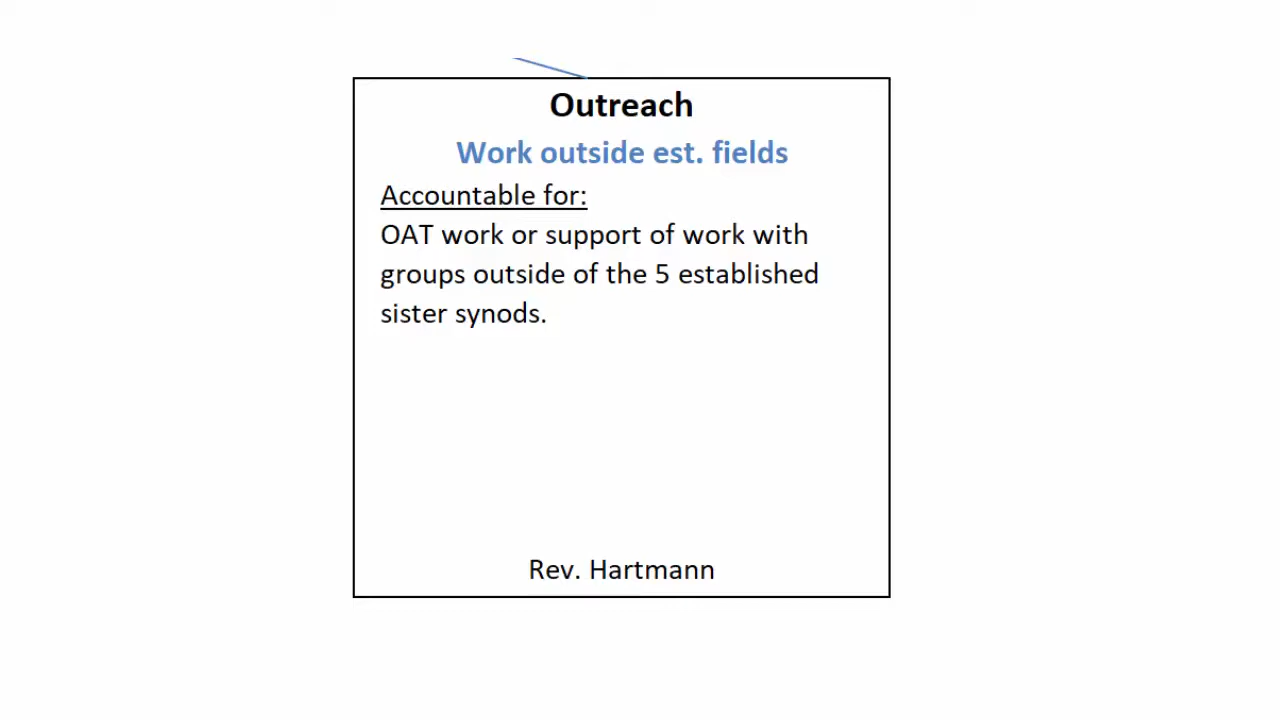 Outreach
Work outside est. fields
Accountable for:
OAT work or support of work with
groups outside of the 5 established
sister synods.
Rev. Hartmann